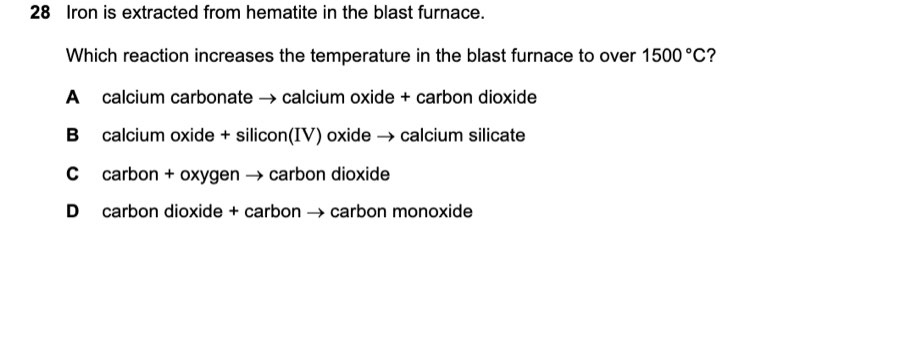 28 Iron is extracted from hematite in the blast furnace.
Which reaction increases the temperature in the blast furnace to over 1500 °C?
A calcium carbonate → calcium oxide + carbon dioxide
B calcium oxide + silicon(IV) oxide → calcium silicate
C carbon + oxygen → carbon dioxide
D carbon dioxide + carbon → carbon monoxide